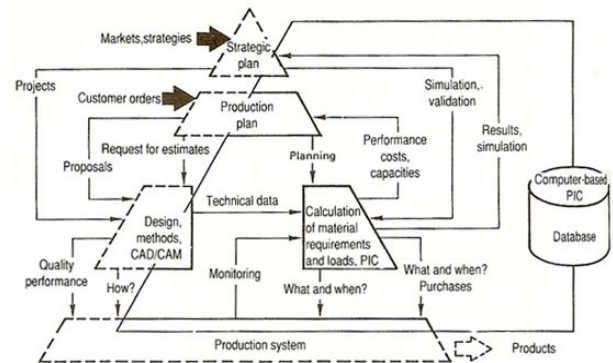 Markets,strategies
Strategic
plan
Projects
Customer orders
Production
plan
Simulation,
validation
Results,
simulation
Request for estimates
Planning
Performance
costs,
capacities
Proposals
Computer-based
PIC
Database
Technical data
Design,
methods,
CAD/CAM
Calculation
of material
requirements
and loads, PIC
Quality
performance
How?
Monitoring
What and when?
What and when?
Purchases
Production system
Products